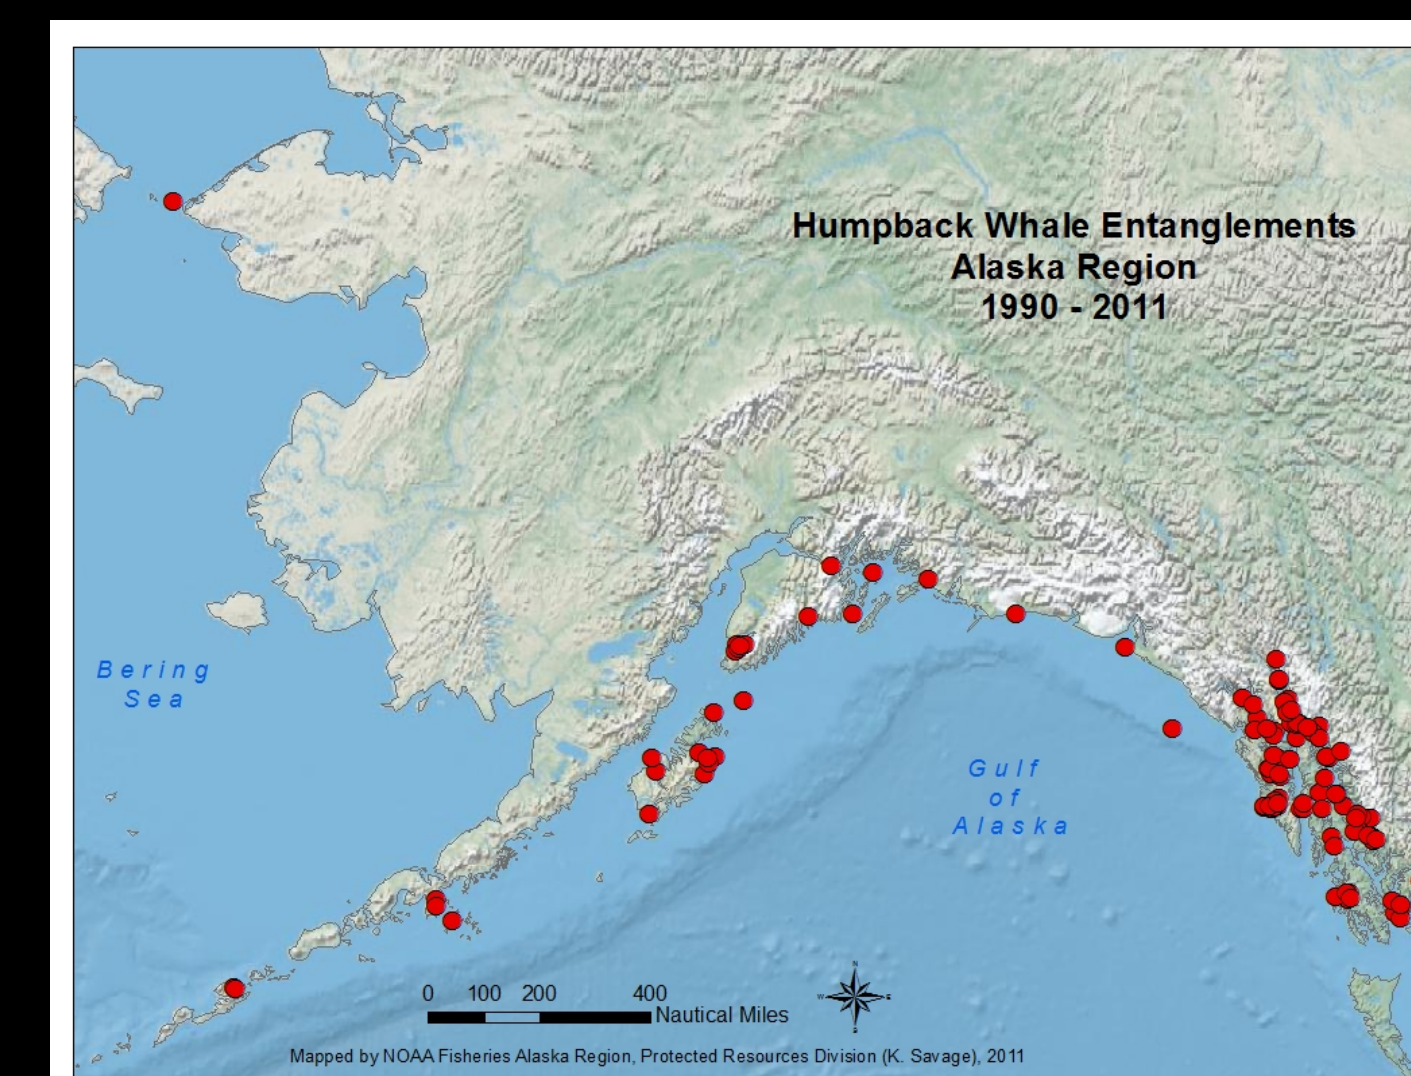 Humpback Whale Entanglements
Alaska Region
1990 - 2011
Bering
Sea
Gulf
of
Alaska
N
W E
S
0 100 200 400
Nautical Miles
Mapped by NOAA Fisheries Alaska Region, Protected Resources Division (K. Savage), 2011